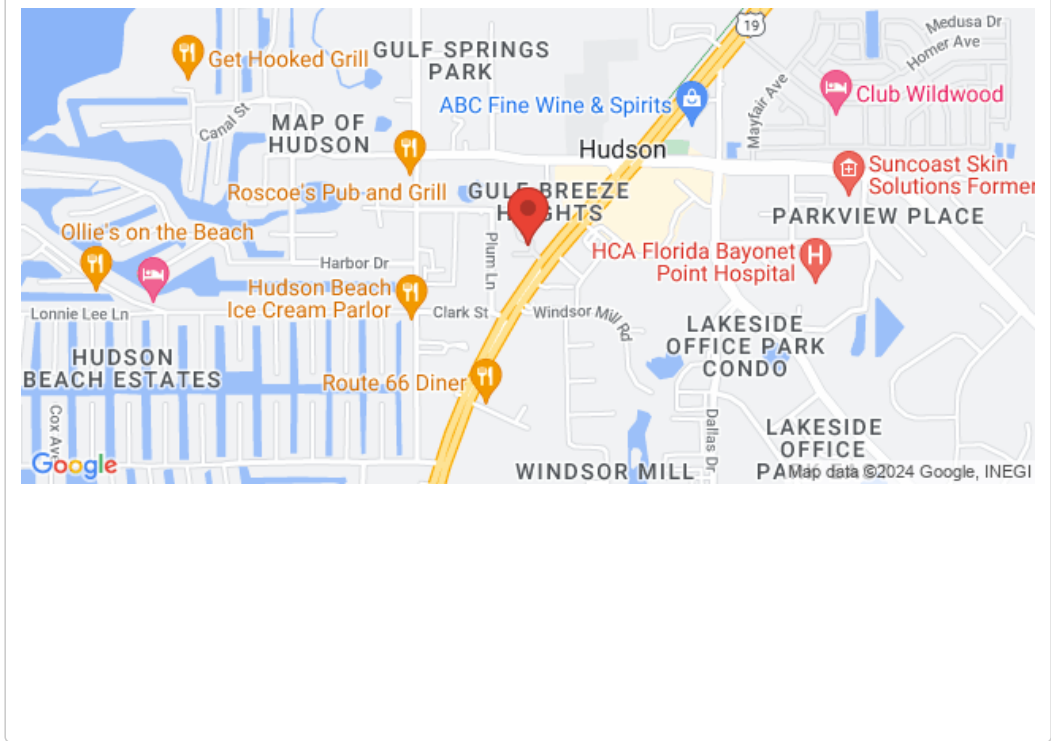 Medusa Dr
Homer Ave
19
Get Hooked Grill
GULF SPRINGS
PARK
Mayfair Ave
Club Wildwood
ABC Fine Wine & Spirits
Canal St
MAP OF
HUDSON
Hudson
Suncoast Skin
Solutions Former
Roscoe's Pub and Grill
GULF BREEZE
HEIGHTS
PARKVIEW PLACE
Ollie's on the Beach
Plum Ln
HCA Florida Bayonet
Point Hospital
H
Harbor Dr
Hudson Beach
Ice Cream Parlor
Lonnie Lee Ln
Clark St
Windsor Mill Rd
LAKESIDE
OFFICE PARK
CONDO
HUDSON
BEACH ESTATES
Route 66 Diner
Cox Ave
Dallas Dr
LAKESIDE
OFFICE
Google
WINDSOR MILL
Map data ©2024 Google, INEGI